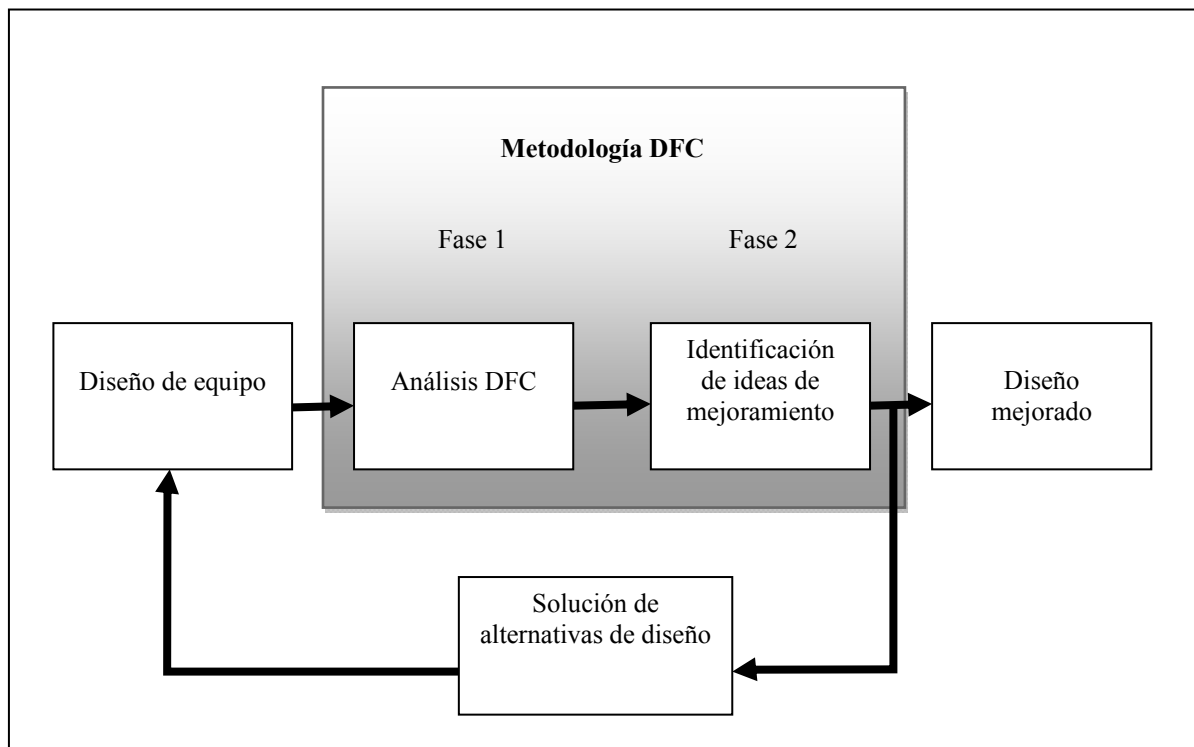 Metodología DFC
Fase 1
Fase 2
Diseño de equipo
Análisis DFC
Identificación
de ideas de
mejoramiento
Diseño
mejorado
Solución de
alternativas de diseño